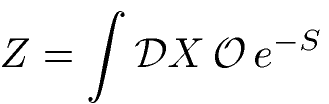 Z = ∫ 𝒟X 𝒪 e^{−S}